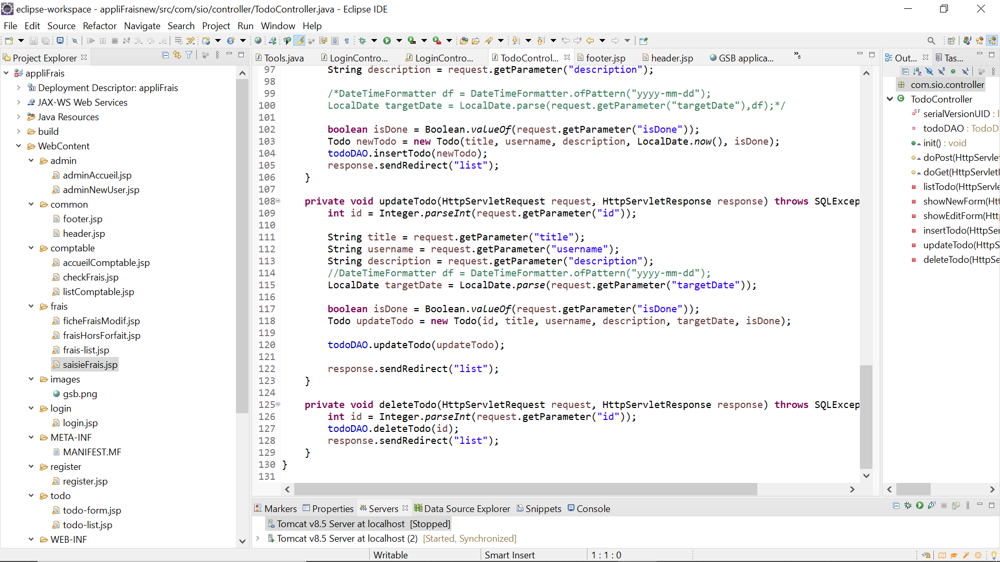 eclipse-workspace - appliFraisnew/src/com/sio/controller/TodoController.java - Eclipse IDE
File Edit Source Refactor Navigate Search Project Run Window Help
Project Explorer
appliFrais
Deployment Descriptor: appliFrais
JAX-WS Web Services
Java Resources
build
WebContent
admin
adminAccueil.jsp
adminNewUser.jsp
common
footer.jsp
header.jsp
comptable
accueilComptable.jsp
checkFrais.jsp
listComptable.jsp
frais
ficheFraisModif.jsp
fraisHorsForfait.jsp
frais-list.jsp
saisieFrais.jsp
images
gsb.png
login
login.jsp
META-INF
MANIFEST.MF
register
register.jsp
todo
todo-form.jsp
todo-list.jsp
WEB-INF
Tools.java LoginContro... LoginContro... TodoControl... footer.jsp header.jsp GSB applica... »6
97 String description = request.getParameter("description");
98
99 /*DateTimeFormatter df = DateTimeFormatter.ofPattern("yyyy-mm-dd");
100 LocalDate targetDate = LocalDate.parse(request.getParameter("targetDate"),df);*/
101
102 boolean isDone = Boolean.valueOf(request.getParameter("isDone"));
103 Todo newTodo = new Todo(title, username, description, LocalDate.now(), isDone);
104 todoDAO.insertTodo(newTodo);
105 response.sendRedirect("list");
106 }
107
108 private void updateTodo(HttpServletRequest request, HttpServletResponse response) throws SQLExcep
109 int id = Integer.parseInt(request.getParameter("id"));
110
111 String title = request.getParameter("title");
112 String username = request.getParameter("username");
113 String description = request.getParameter("description");
114 //DateTimeFormatter df = DateTimeFormatter.ofPattern("yyyy-mm-dd");
115 LocalDate targetDate = LocalDate.parse(request.getParameter("targetDate"));
116
117 boolean isDone = Boolean.valueOf(request.getParameter("isDone"));
118 Todo updateTodo = new Todo(id, title, username, description, targetDate, isDone);
119
120 todoDAO.updateTodo(updateTodo);
121
122 response.sendRedirect("list");
123 }
124
125 private void deleteTodo(HttpServletRequest request, HttpServletResponse response) throws SQLExcep
126 int id = Integer.parseInt(request.getParameter("id"));
127 todoDAO.deleteTodo(id);
128 response.sendRedirect("list");
129 }
130 }
131
Out... Tas...
com.sio.controller
TodoController
serialVersionUID : l
todoDAO : TodoD
init() : void
doPost(HttpServlet
doGet(HttpServletI
listTodo(HttpServle
showNewForm(Htt
showEditForm(Http
insertTodo(HttpSer
updateTodo(HttpS
deleteTodo(HttpSe
Markers Properties Servers Data Source Explorer Snippets Console
Tomcat v8.5 Server at localhost [Stopped]
Tomcat v8.5 Server at localhost (2) [Started, Synchronized]
Writable Smart Insert 1 : 1 : 0